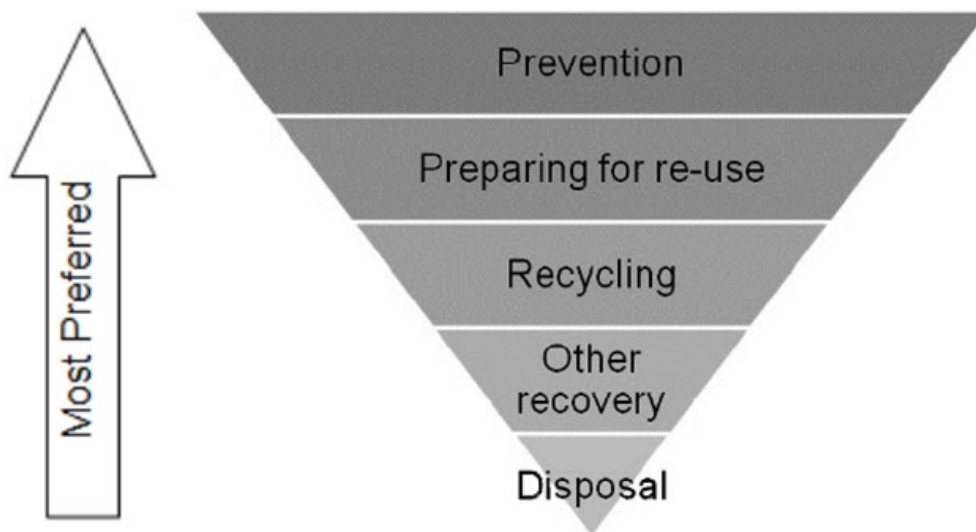 Most Preferred
Prevention
Preparing for re-use
Recycling
Other
recovery
Disposal